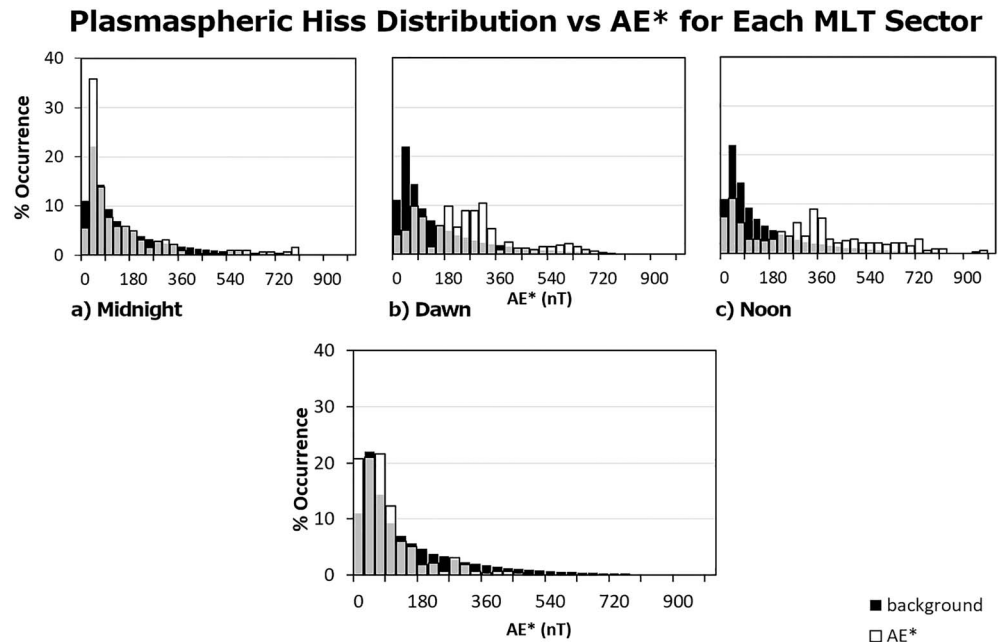 Plasmaspheric Hiss Distribution vs AE* for Each MLT Sector
40
30
20
10
0
% Occurrence
0 180 360 540 720 900
0 180 360 540 720 900
0 180 360 540 720 900
a) Midnight
b) Dawn
AE* (nT)
c) Noon
40
30
20
10
0
% Occurrence
0 180 360 540 720 900
AE* (nT)
background
AE*